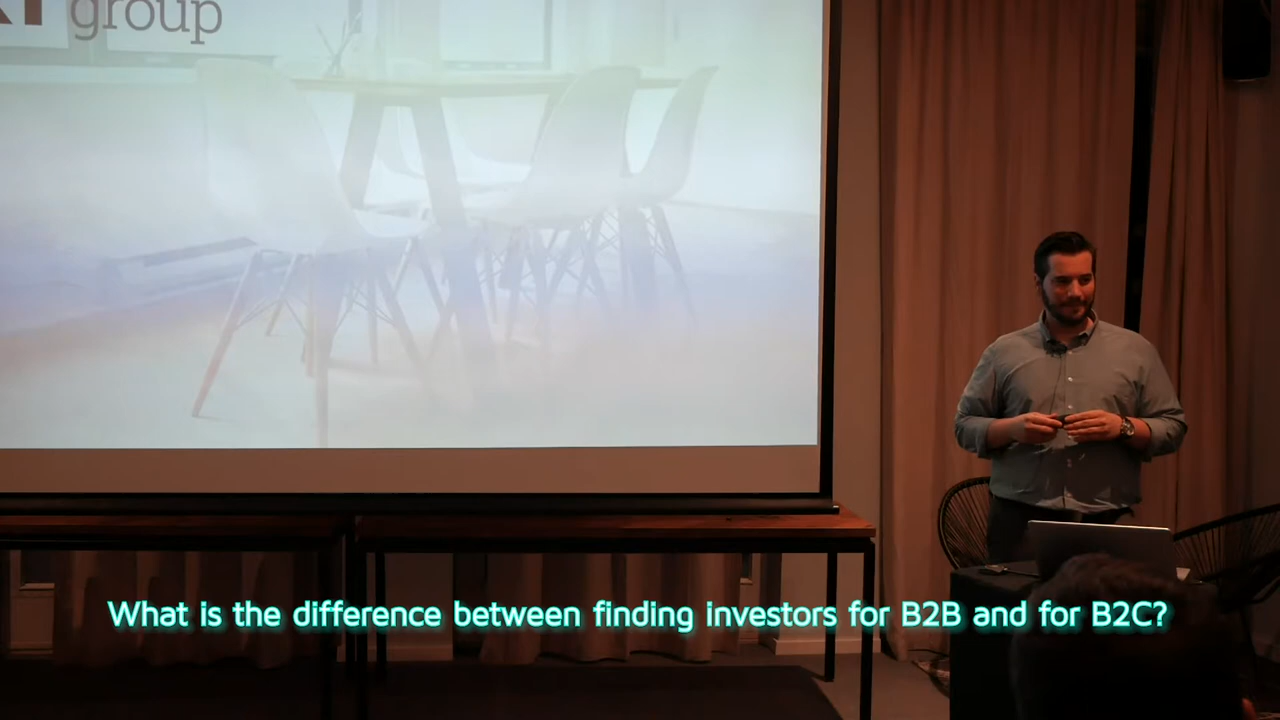 group
What is the difference between finding investors for B2B and for B2C?